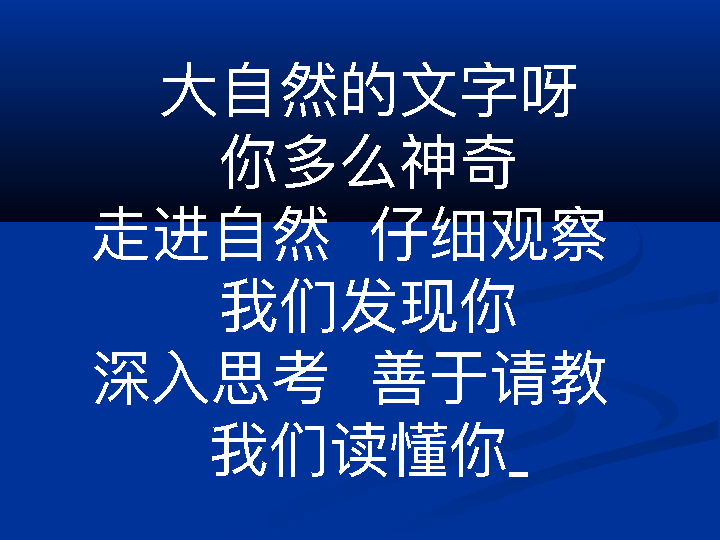 大自然的文字呀
你多么神奇
走进自然 仔细观察
我们发现你
深入思考 善于请教
我们读懂你_